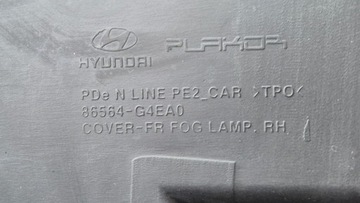 HYUNDAI PLAKOR
PDe N LINE PE2_CAR >TPO<
86564-G4EA0
COVER-FR FOG LAMP, RH